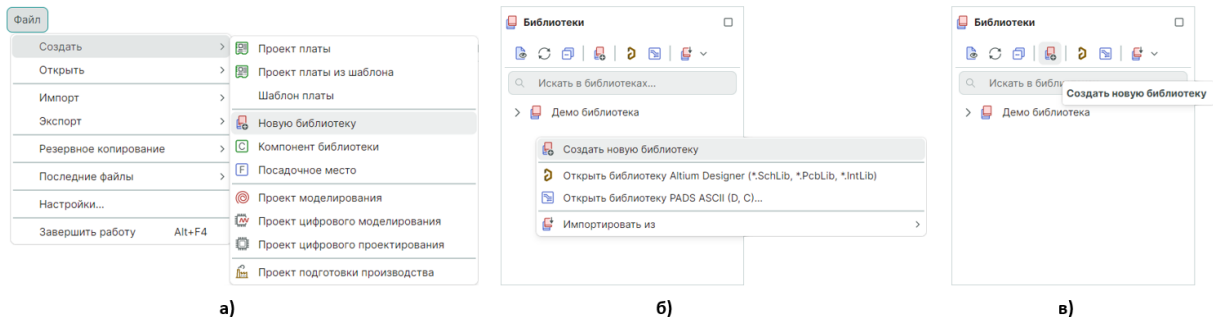 Файл
Создать
Открыть
Импорт
Экспорт
Резервное копирование
Последние файлы
Настройки...
Завершить работу Alt+F4
Проект платы
Проект платы из шаблона
Шаблон платы
Новую библиотеку
C Компонент библиотеки
F Посадочное место
Проект моделирования
Проект цифрового моделирования
Проект цифрового проектирования
Проект подготовки производства
а)
Библиотеки
Искать в библиотеках...
Демо библиотека
Создать новую библиотеку
Открыть библиотеку Altium Designer (*.SchLib, *.PcbLib, *.IntLib)
Открыть библиотеку PADS ASCII (D, C)...
Импортировать из
б)
Библиотеки
Искать в библи
Создать новую библиотеку
Демо библиотека
в)